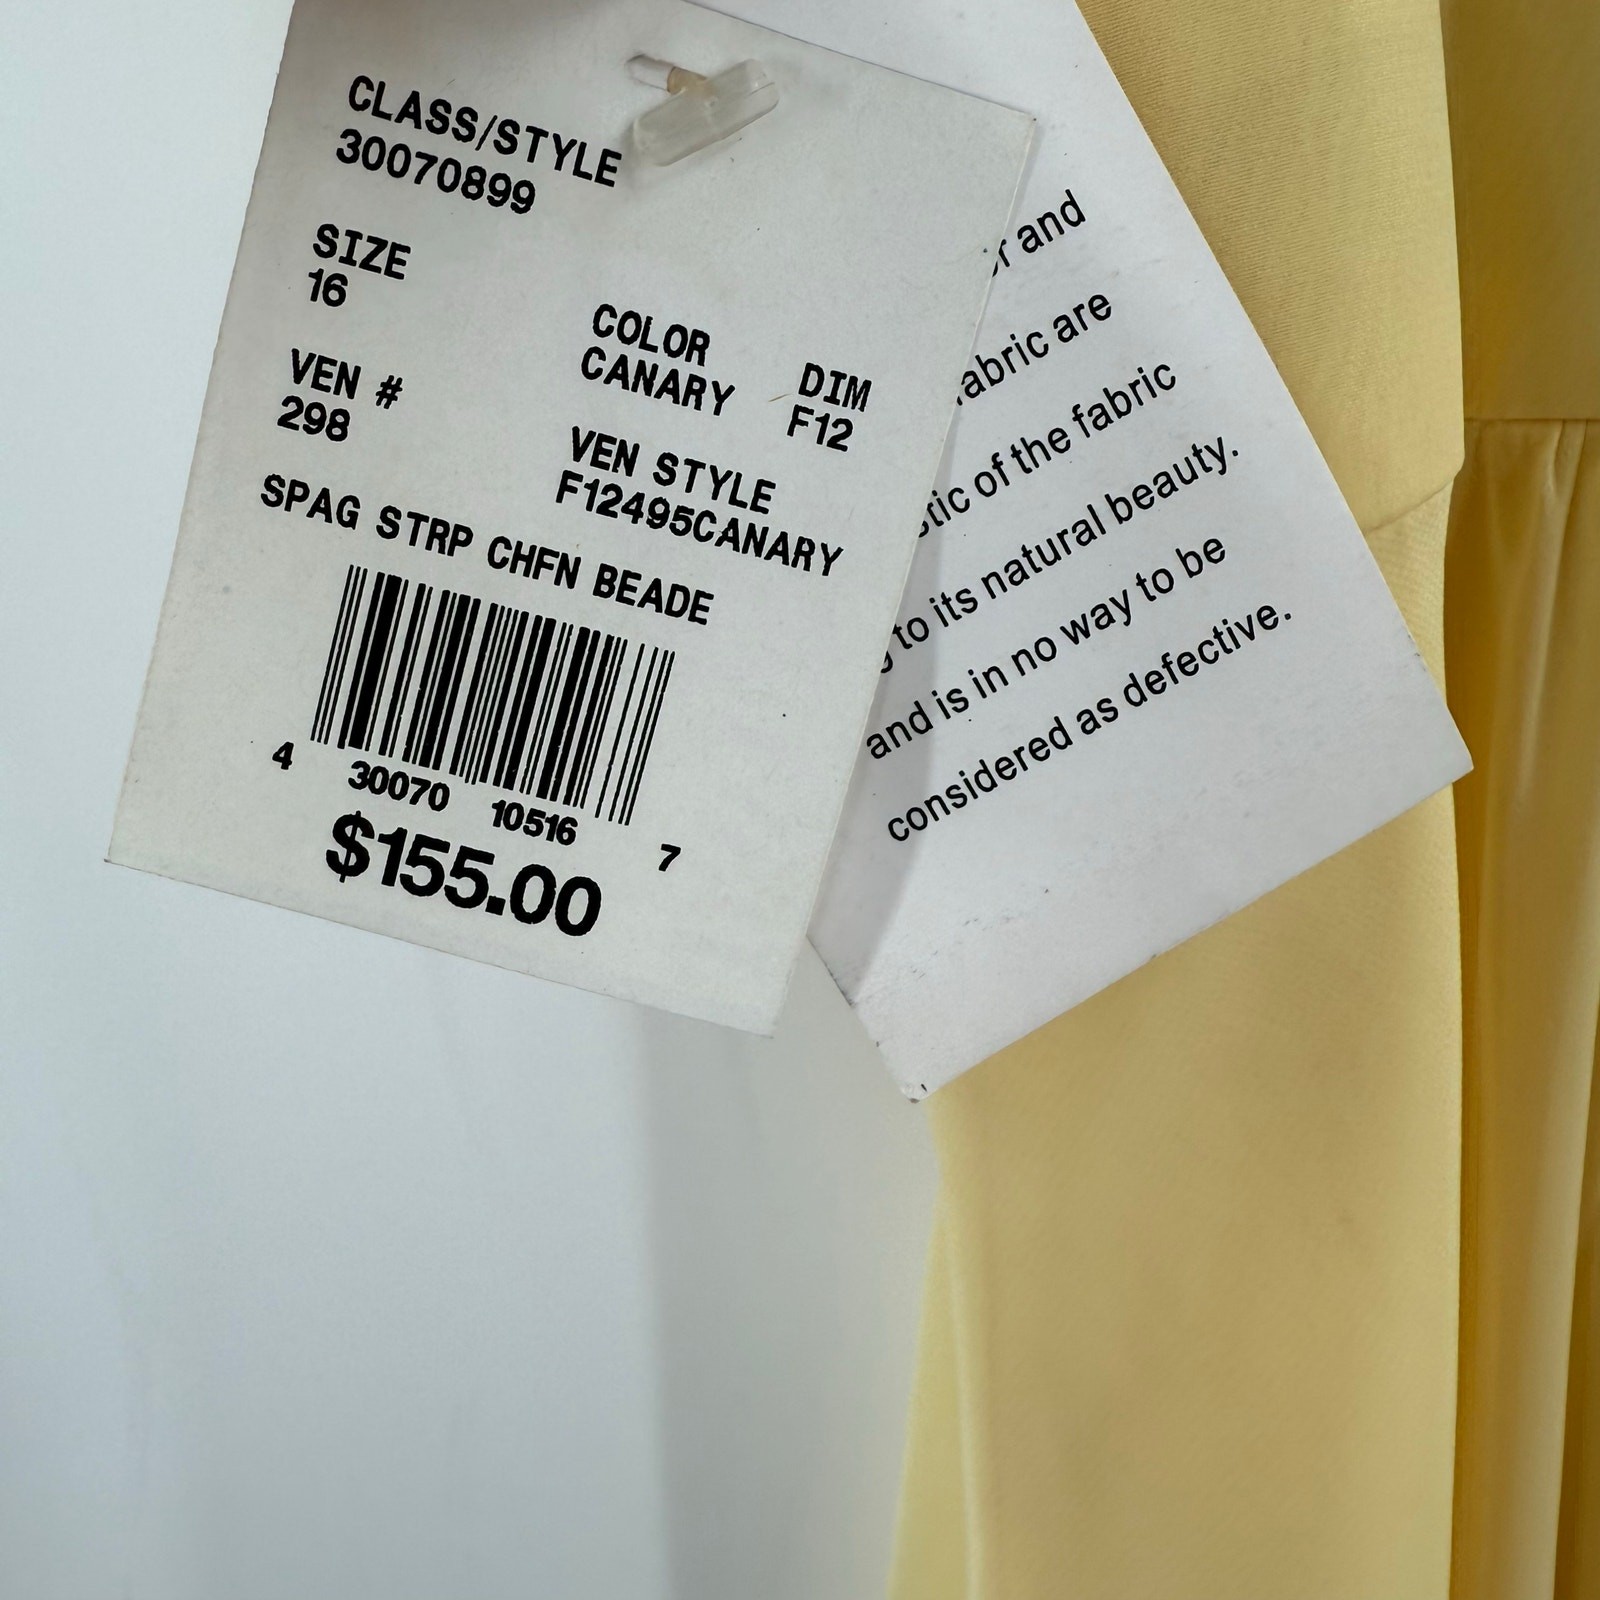 CLASS/STYLE
30070899
SIZE
16
COLOR
CANARY
DIM
F12
VEN #
298
VEN STYLE
F12495CANARY
SPAG STRP CHFN BEADE
4 30070 10516 7
$155.00
and
are
of the fabric
to its natural beauty.
and is in no way to be
considered as defective.